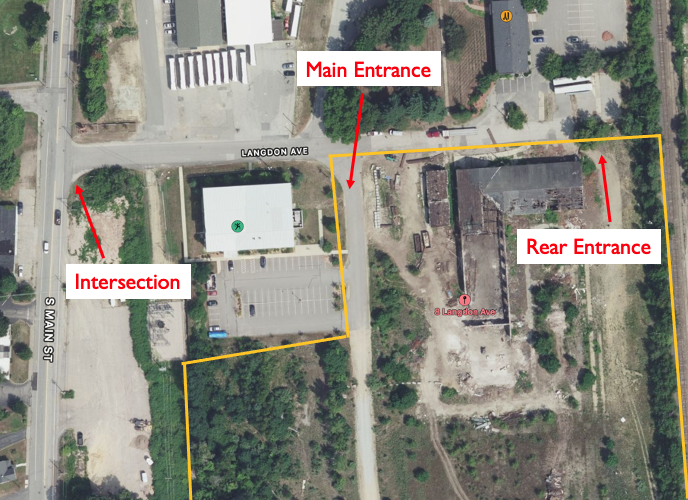 Main Entrance
LANGDON AVE
Rear Entrance
Intersection
S MAIN ST
8 Langdon Ave